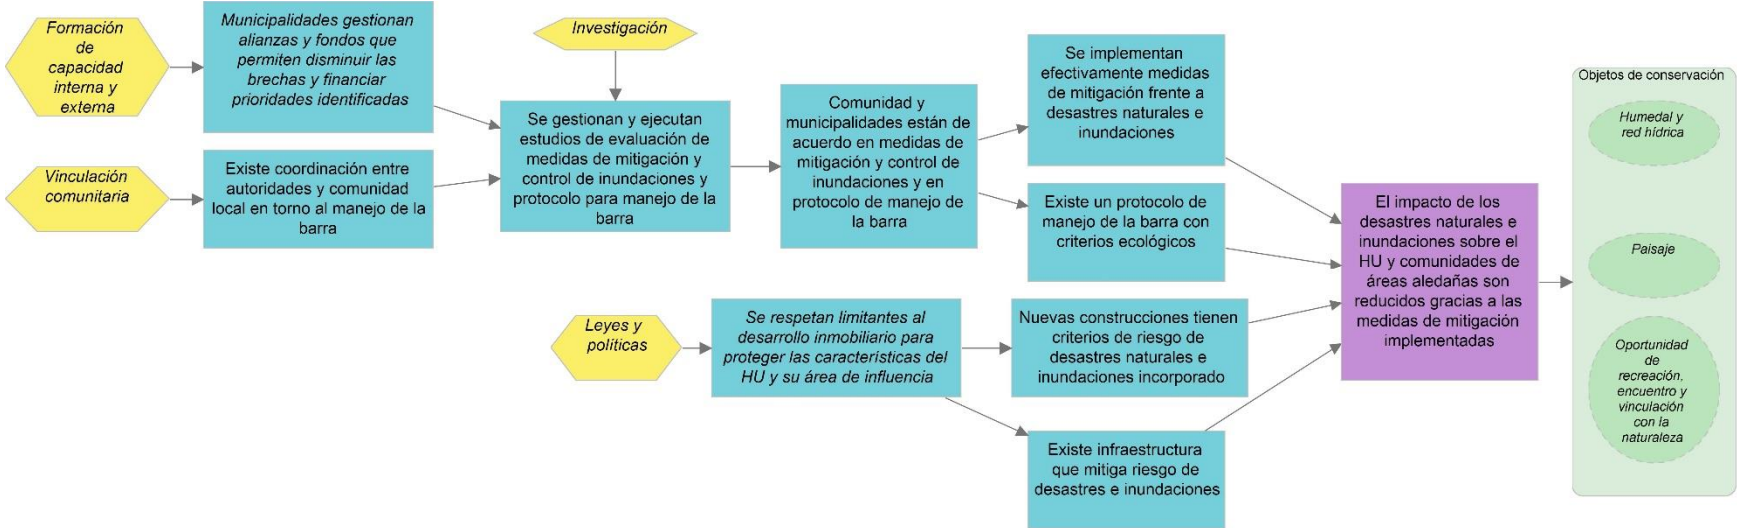 Formación
de
capacidad
interna y
externa
Municipalidades gestionan
alianzas y fondos que
permiten disminuir las
brechas y financiar
prioridades identificadas
Vinculación
comunitaria
Existe coordinación entre
autoridades y comunidad
local en torno al manejo de la
barra
Investigación
Se gestionan y ejecutan
estudios de evaluación de
medidas de mitigación y
control de inundaciones y
protocolo para manejo de la
barra
Comunidad y
municipalidades están de
acuerdo en medidas de
mitigación y control de
inundaciones y en
protocolo de manejo de
la barra
Se implementan
efectivamente medidas
de mitigación frente a
desastres naturales e
inundaciones
Existe un protocolo de
manejo de la barra con
criterios ecológicos
Leyes y
políticas
Se respetan limitantes al
desarrollo inmobiliario para
proteger las características del
HU y su área de influencia
Nuevas construcciones tienen
criterios de riesgo de
desastres naturales e
inundaciones incorporado
Existe infraestructura
que mitiga riesgo de
desastres e inundaciones
El impacto de los
desastres naturales e
inundaciones sobre el
HU y comunidades de
áreas aledañas son
reducidos gracias a las
medidas de mitigación
implementadas
Objetos de conservación
Humedal y
red hídrica
Paisaje
Oportunidad
de
recreación,
encuentro y
vinculación
con la
naturaleza